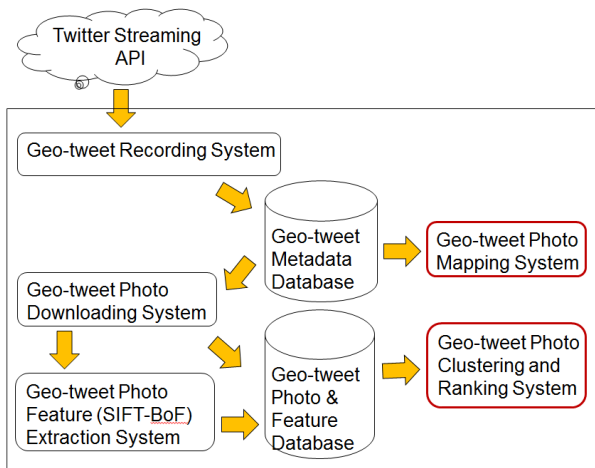 Twitter Streaming
API
Geo-tweet Recording System
Geo-tweet
Metadata
Database
Geo-tweet Photo
Mapping System
Geo-tweet Photo
Downloading System
Geo-tweet
Photo &
Feature
Database
Geo-tweet Photo
Clustering and
Ranking System
Geo-tweet Photo
Feature (SIFT-BoF)
Extraction System